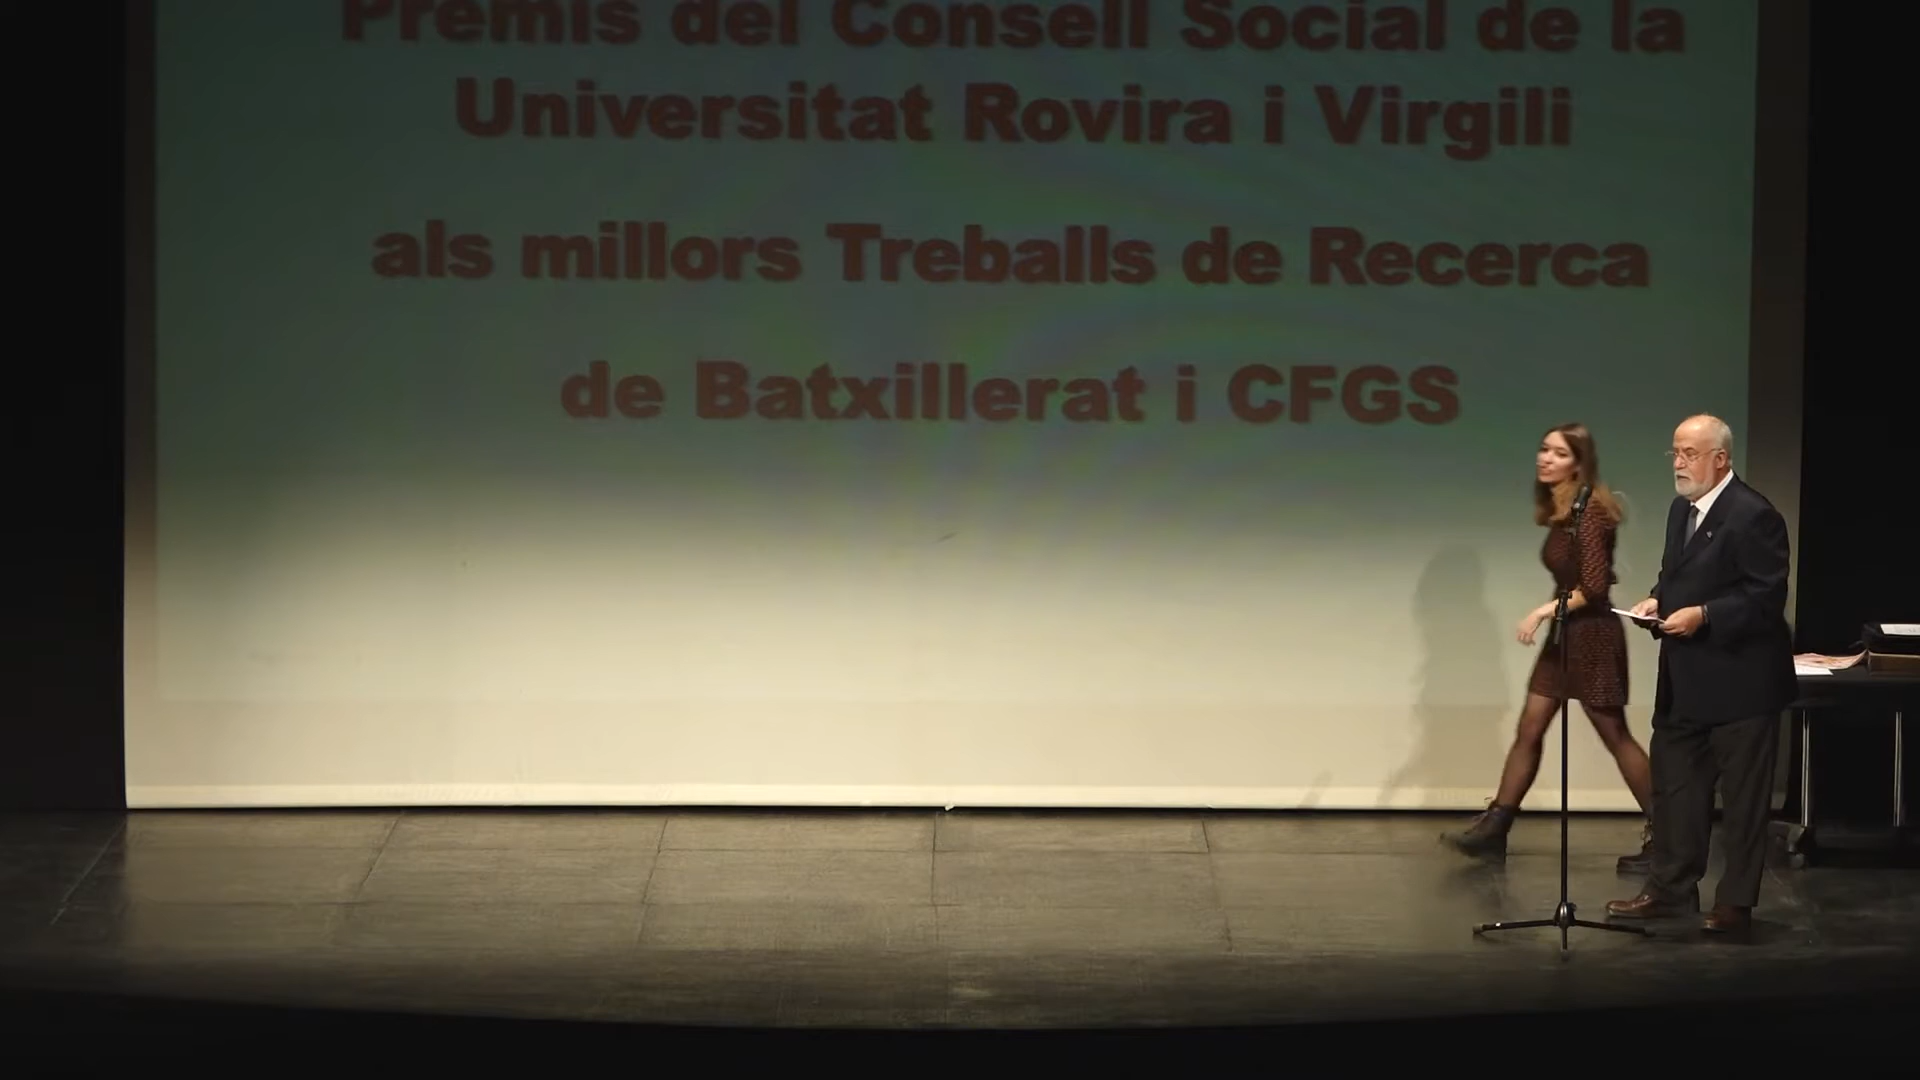 Premis del Consell Social de la
Universitat Rovira i Virgili
als millors Treballs de Recerca
de Batxillerat i CFGS